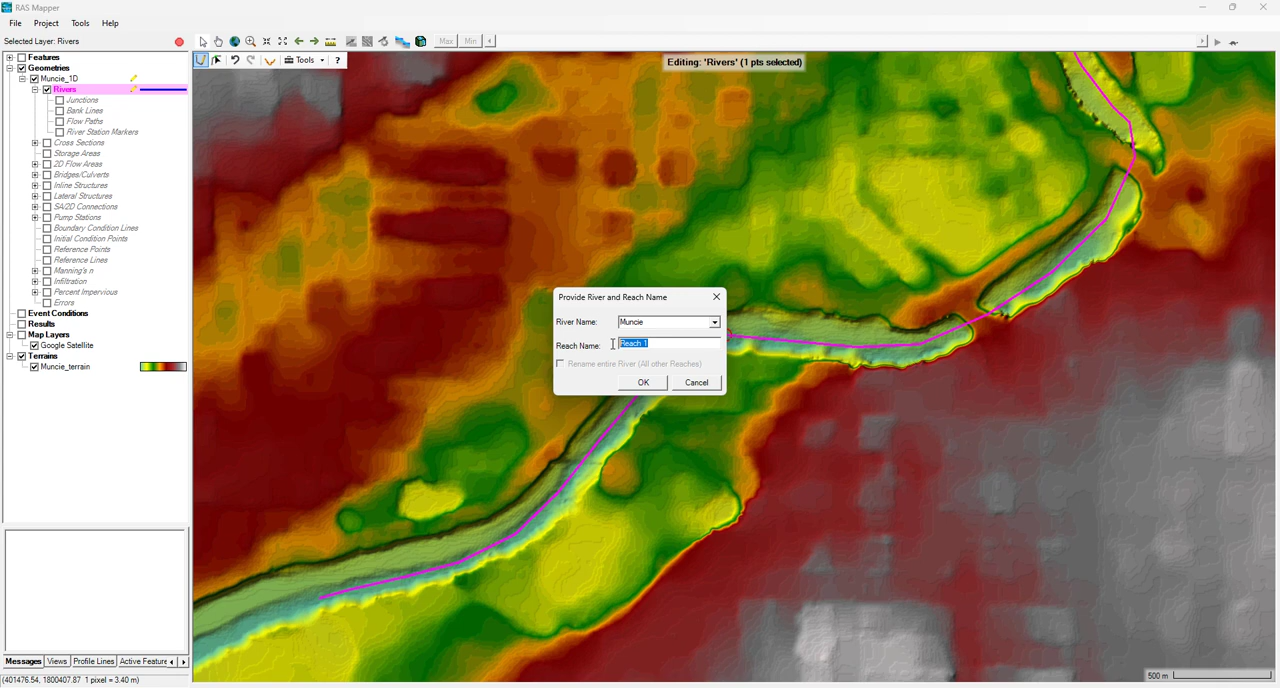 RAS Mapper
File Project Tools Help
Selected Layer: Rivers
Max Min
Tools ?
Editing: 'Rivers' (1 pts selected)
Features
Geometries
Muncie_1D
Rivers
Junctions
Bank Lines
Flow Paths
River Station Markers
Cross Sections
Storage Areas
2D Flow Areas
Bridges/Culverts
Inline Structures
Lateral Structures
SA/2D Connections
Pump Stations
Boundary Condition Lines
Initial Condition Points
Reference Points
Reference Lines
Manning's n
Infiltration
Percent Impervious
Errors
Event Conditions
Results
Map Layers
Google Satellite
Terrains
Muncie_terrain
Provide River and Reach Name
River Name: Muncie
Reach Name: Reach 1
Rename entire River (All other Reaches)
OK Cancel
Messages Views Profile Lines Active Feature
(401476.54, 1800407.87 1 pixel = 3.40 m)
500 m